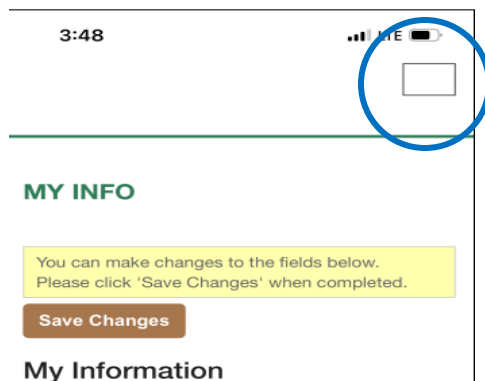 3:48 LTE
MY INFO
You can make changes to the fields below.
Please click 'Save Changes' when completed.
Save Changes
My Information